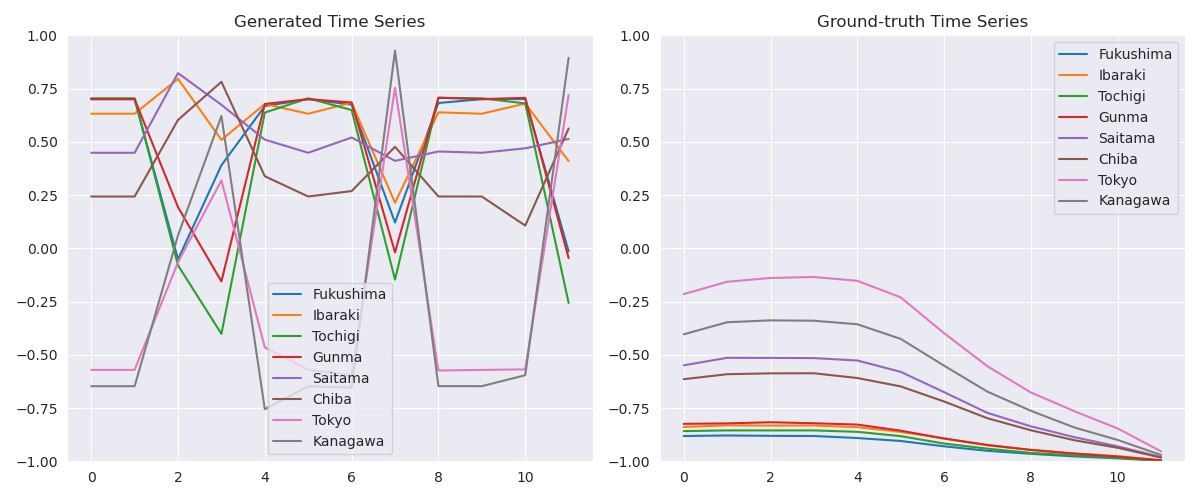 Generated Time Series
1.00
0.75
0.50
0.25
0.00
−0.25
−0.50
−0.75
−1.00
0 2 4 6 8 10
Fukushima
Ibaraki
Tochigi
Gunma
Saitama
Chiba
Tokyo
Kanagawa
Ground-truth Time Series
1.00
0.75
0.50
0.25
0.00
−0.25
−0.50
−0.75
−1.00
0 2 4 6 8 10
Fukushima
Ibaraki
Tochigi
Gunma
Saitama
Chiba
Tokyo
Kanagawa